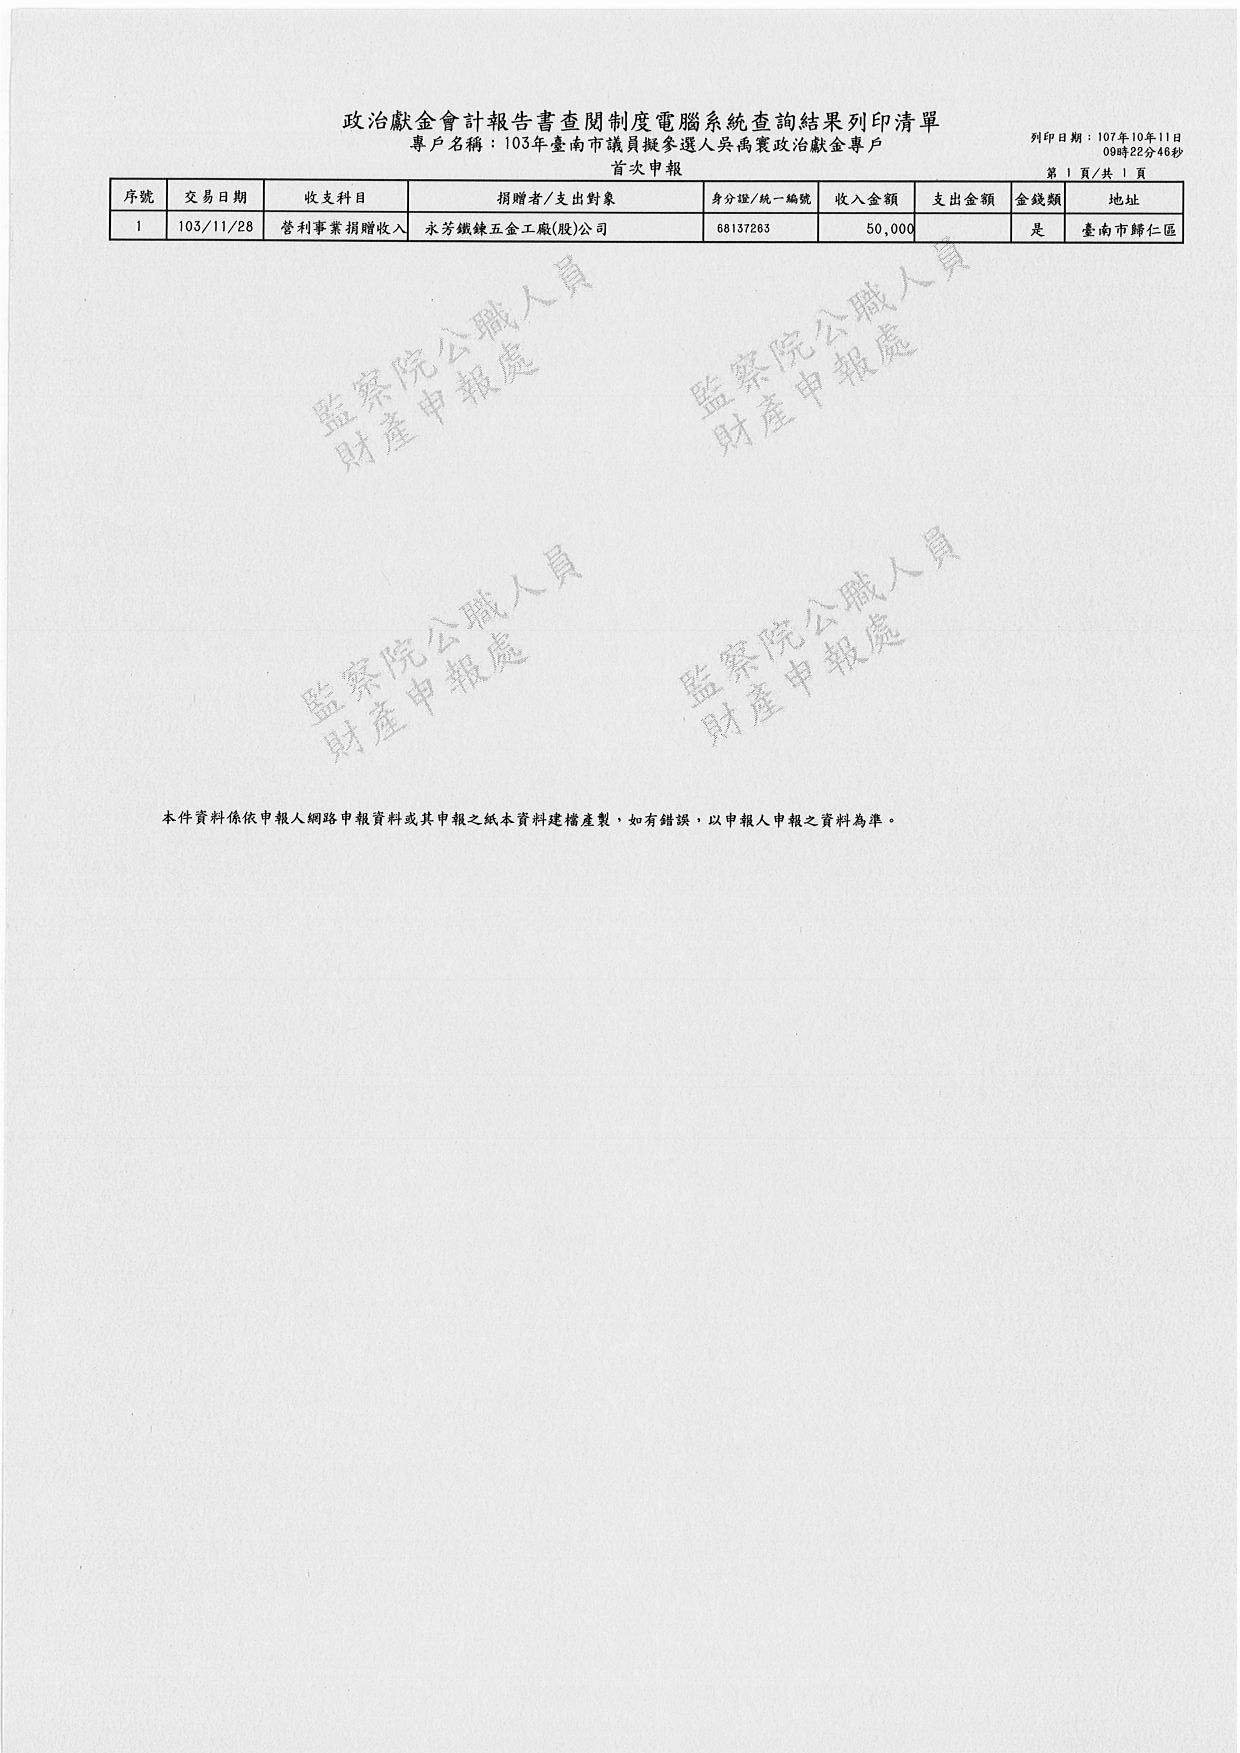 政治獻金會計報告書查閱制度電腦系統查詢結果列印清單
專戶名稱：103年臺南市議員擬參選人吳禹寰政治獻金專戶
首次申報
列印日期：107年10年11日
09時22分46秒
第 1 頁/共 1 頁
序號 交易日期 收支科目 捐贈者/支出對象 身分證/統一編號 收入金額 支出金額 金錢類 地址
1 103/11/28 營利事業捐贈收入 永芳鐵鍊五金工廠(股)公司 68137263 50,000 是 臺南市歸仁區
監察院公職人員
財產申報處
監察院公職人員
財產申報處
監察院公職人員
財產申報處
監察院公職人員
財產申報處
本件資料係依申報人網路申報資料或其申報之紙本資料建檔產製，如有錯誤，以申報人申報之資料為準。